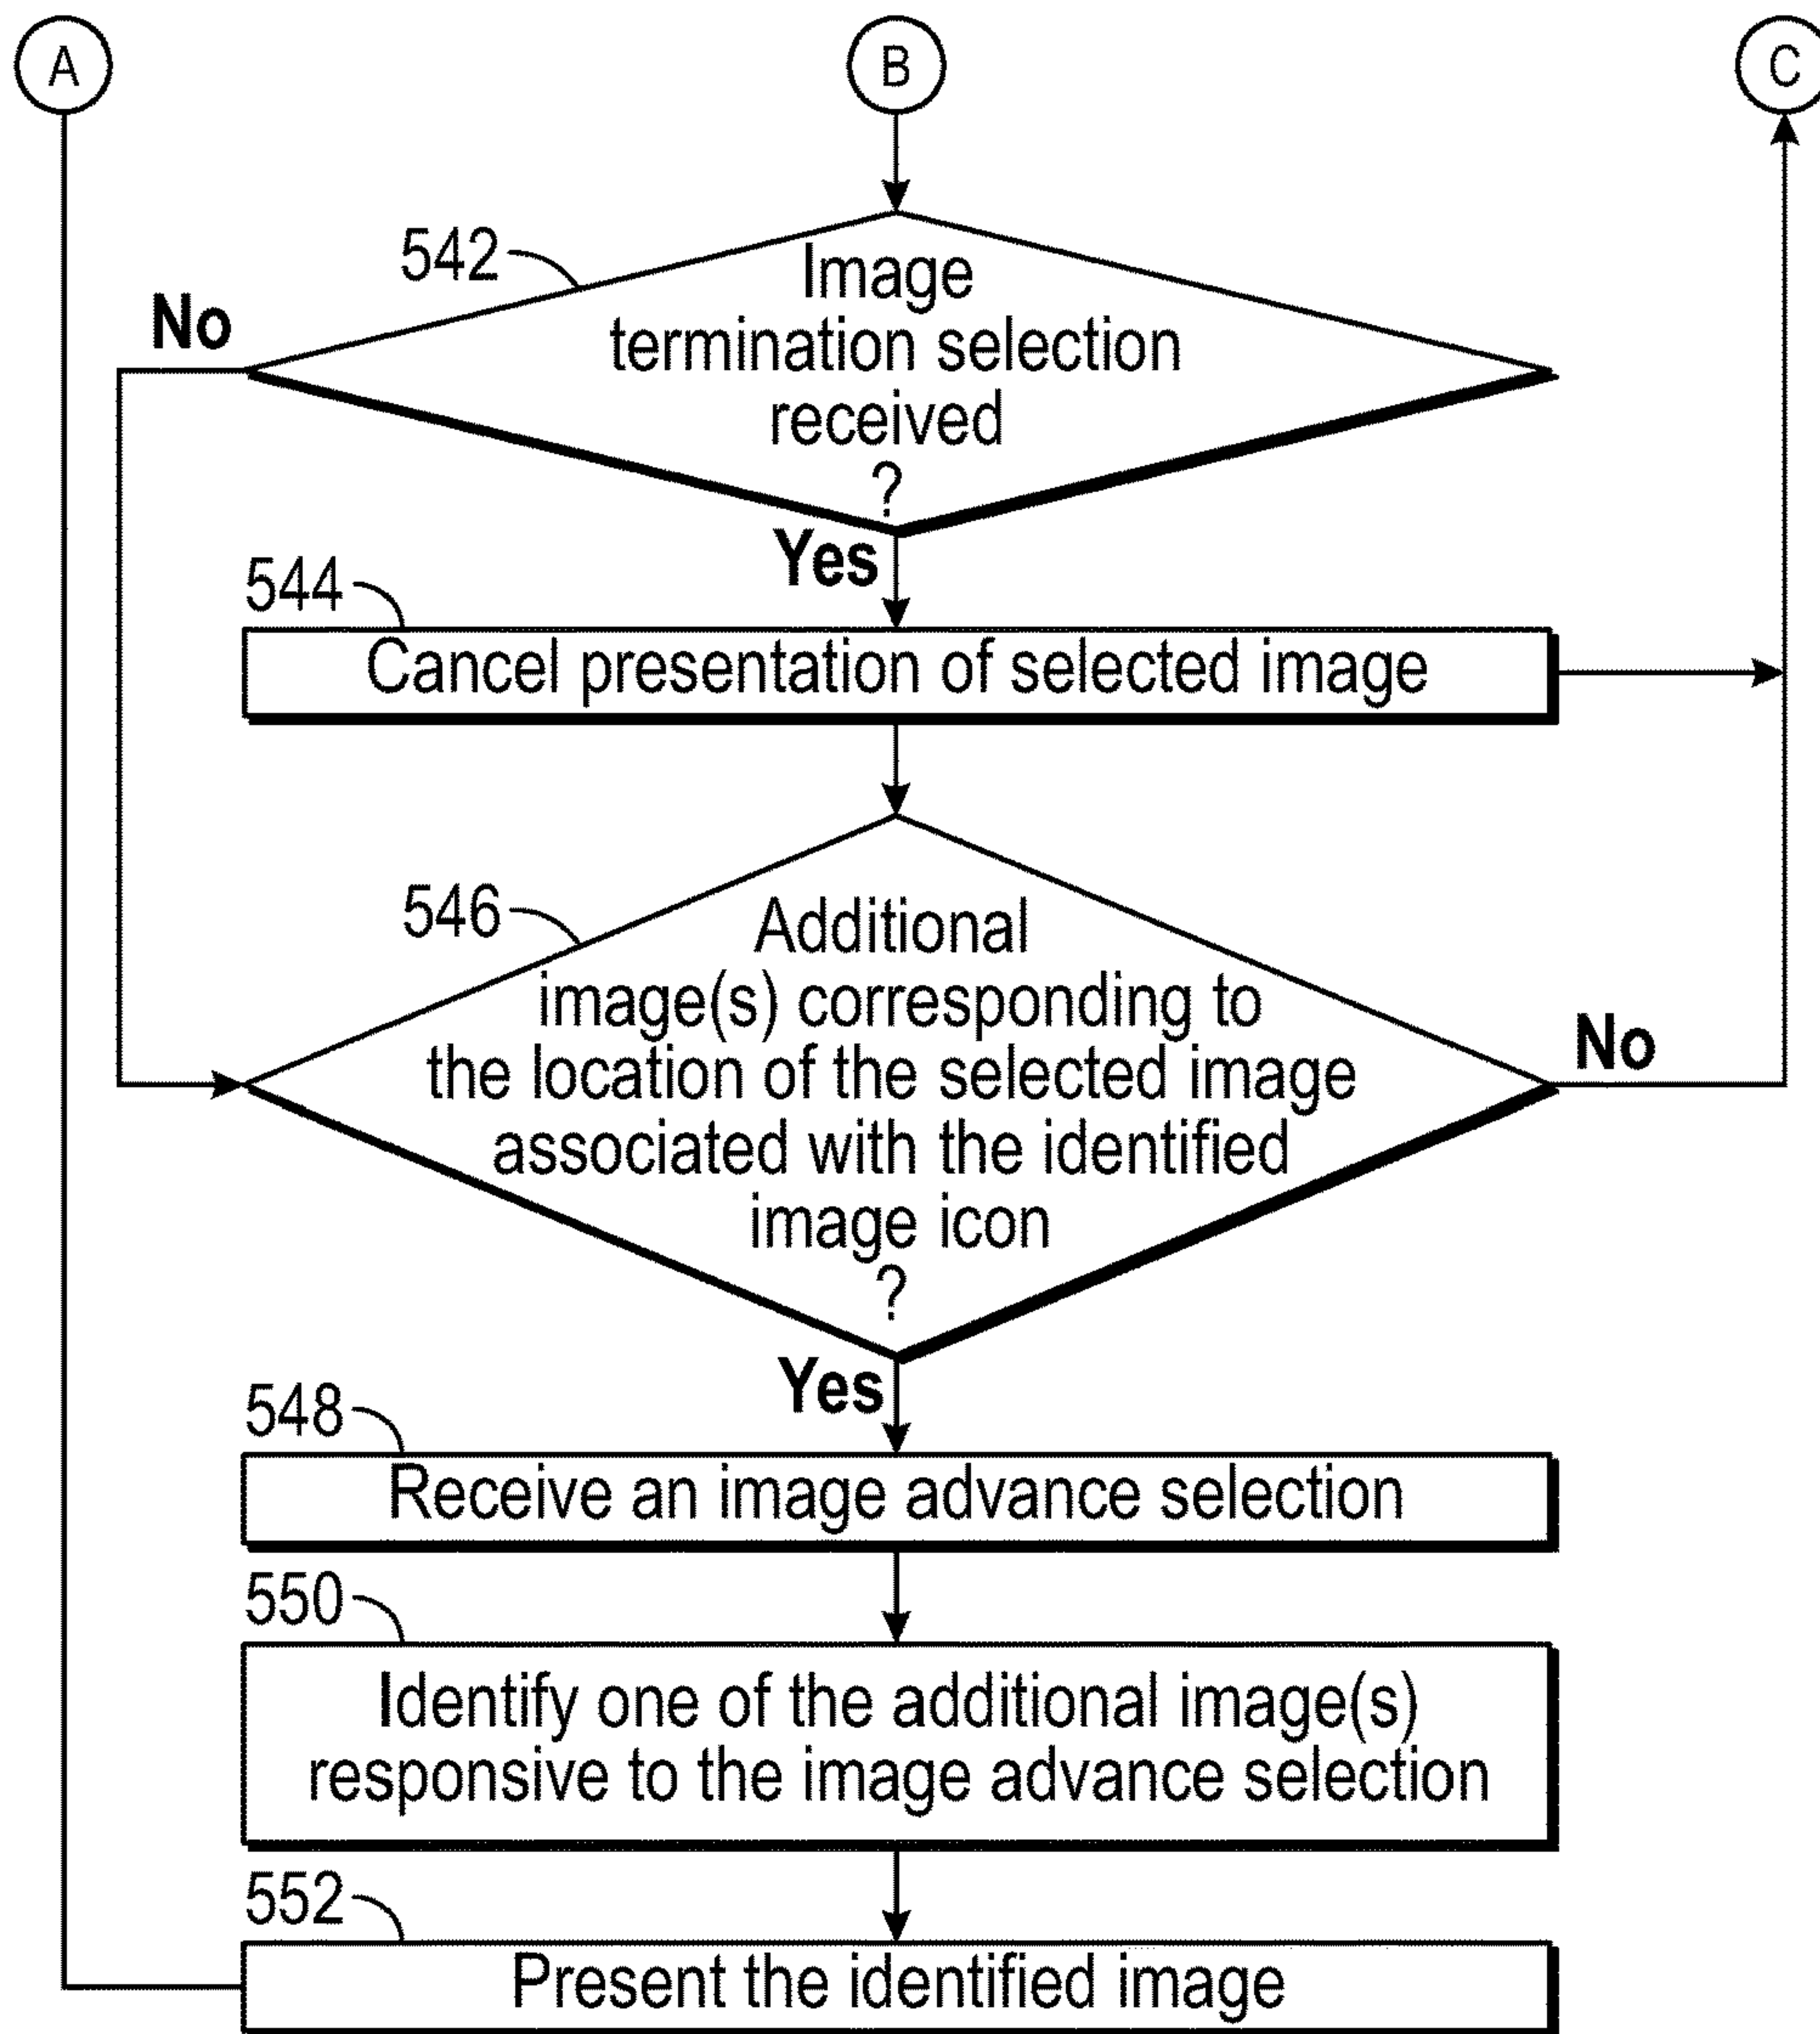 A
B
C
542
Image
termination selection
received
?
No
Yes
544
Cancel presentation of selected image
546
Additional
image(s) corresponding to
the location of the selected image
associated with the identified
image icon
?
No
Yes
548
Receive an image advance selection
550
Identify one of the additional image(s)
responsive to the image advance selection
552
Present the identified image